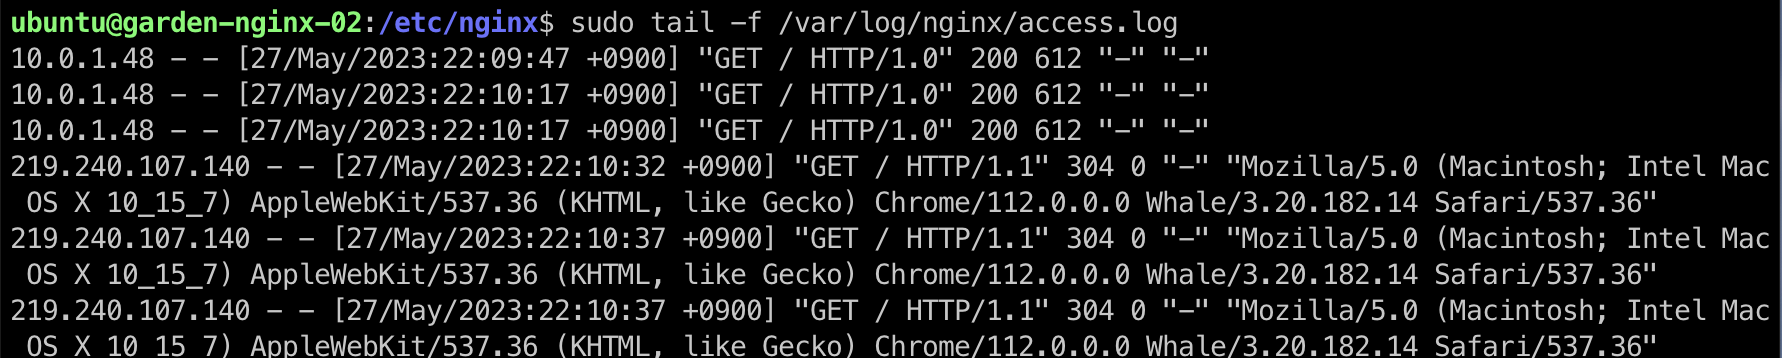 ubuntu@garden-nginx-02:/etc/nginx$ sudo tail -f /var/log/nginx/access.log
10.0.1.48 - - [27/May/2023:22:09:47 +0900] "GET / HTTP/1.0" 200 612 "-" "-"
10.0.1.48 - - [27/May/2023:22:10:17 +0900] "GET / HTTP/1.0" 200 612 "-" "-"
10.0.1.48 - - [27/May/2023:22:10:17 +0900] "GET / HTTP/1.0" 200 612 "-" "-"
219.240.107.140 - - [27/May/2023:22:10:32 +0900] "GET / HTTP/1.1" 304 0 "-" "Mozilla/5.0 (Macintosh; Intel Mac
 OS X 10_15_7) AppleWebKit/537.36 (KHTML, like Gecko) Chrome/112.0.0.0 Whale/3.20.182.14 Safari/537.36"
219.240.107.140 - - [27/May/2023:22:10:37 +0900] "GET / HTTP/1.1" 304 0 "-" "Mozilla/5.0 (Macintosh; Intel Mac
 OS X 10_15_7) AppleWebKit/537.36 (KHTML, like Gecko) Chrome/112.0.0.0 Whale/3.20.182.14 Safari/537.36"
219.240.107.140 - - [27/May/2023:22:10:37 +0900] "GET / HTTP/1.1" 304 0 "-" "Mozilla/5.0 (Macintosh; Intel Mac
 OS X 10_15_7) AppleWebKit/537.36 (KHTML, like Gecko) Chrome/112.0.0.0 Whale/3.20.182.14 Safari/537.36"